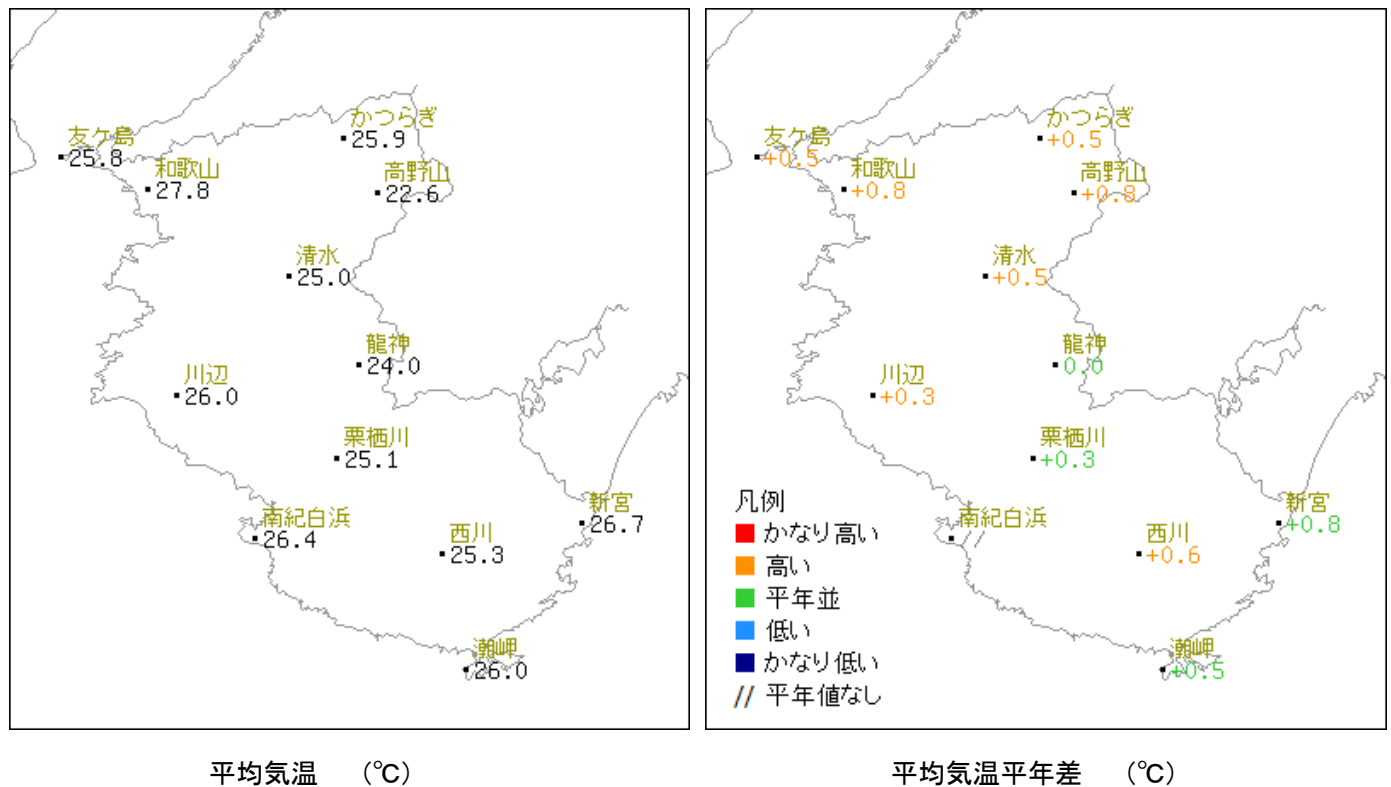 かつらぎ
25.9
友ケ島
25.8
和歌山
27.8
高野山
22.6
清水
25.0
龍神
24.0
川辺
26.0
栗栖川
25.1
南紀白浜
26.4
新宮
26.7
西川
25.3
潮岬
26.0
平均気温 (℃)
かつらぎ
+0.5
友ケ島
+0.5
和歌山
+0.8
高野山
+0.8
清水
+0.5
龍神
0.0
川辺
+0.3
栗栖川
+0.3
南紀白浜
//
新宮
+0.8
西川
+0.6
潮岬
+0.5
凡例
かなり高い
高い
平年並
低い
かなり低い
// 平年値なし
平均気温平年差 (℃)